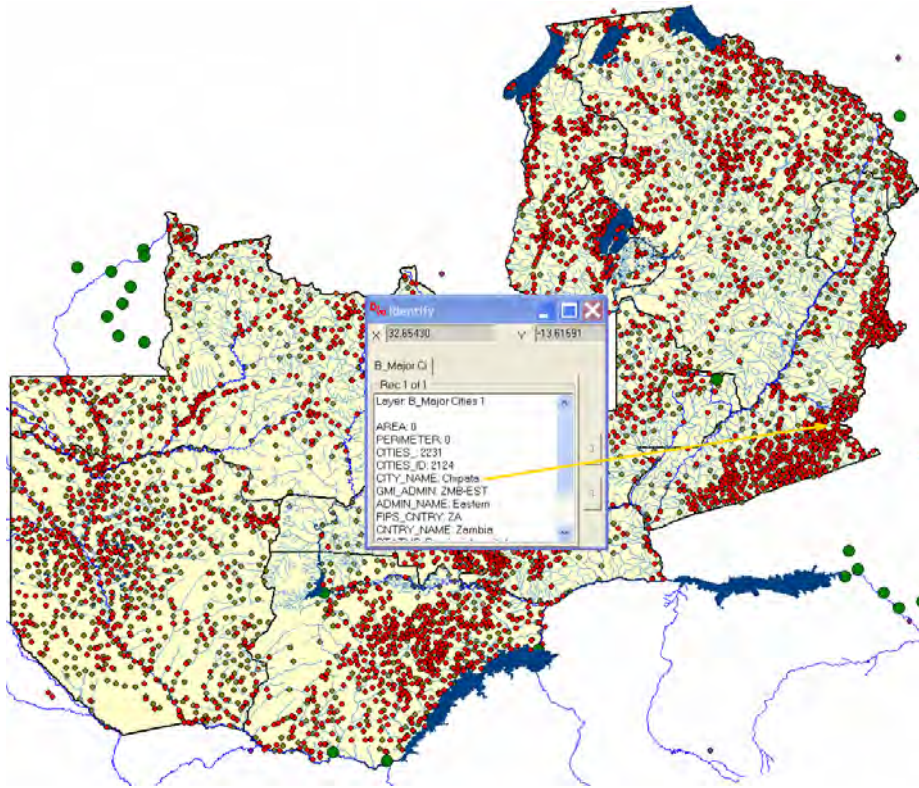 Identify
X 32.65430 Y -13.61591
B_Major Ci
Rec 1 of 1
Layer: B_Major Cities 1
AREA: 0
PERIMETER: 0
CITIES_: 2231
CITIES_ID: 2124
CITY_NAME: Chipata
GMI_ADMIN: ZMB-EST
ADMIN_NAME: Eastern
FIPS_CNTRY: ZA
CNTRY_NAME: Zambia